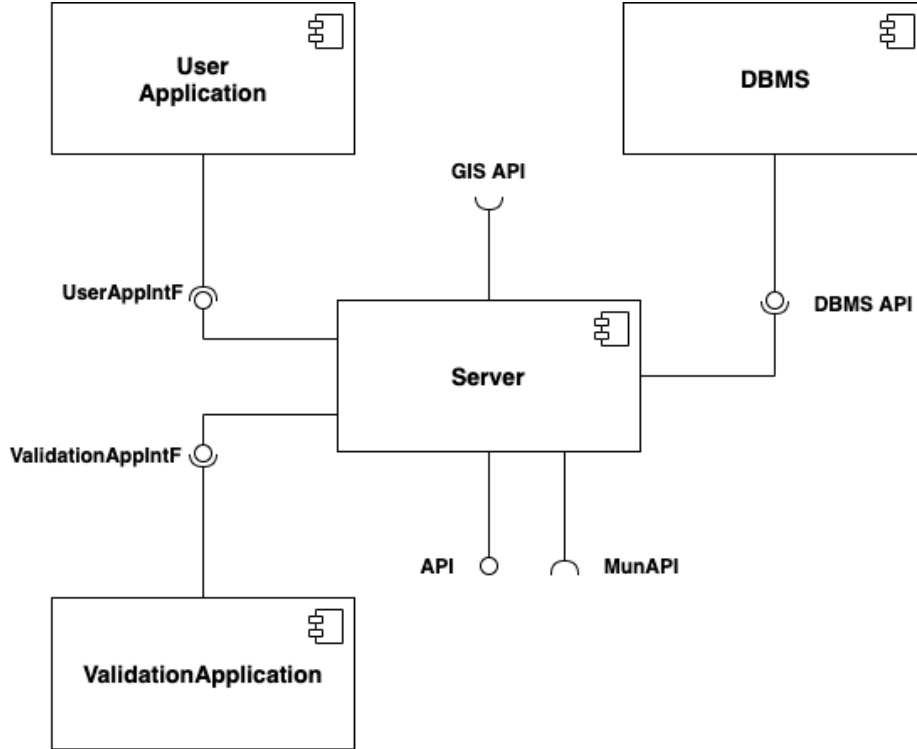 User
Application
DBMS
GIS API
UserAppIntF
DBMS API
Server
ValidationAppIntF
API
MunAPI
ValidationApplication